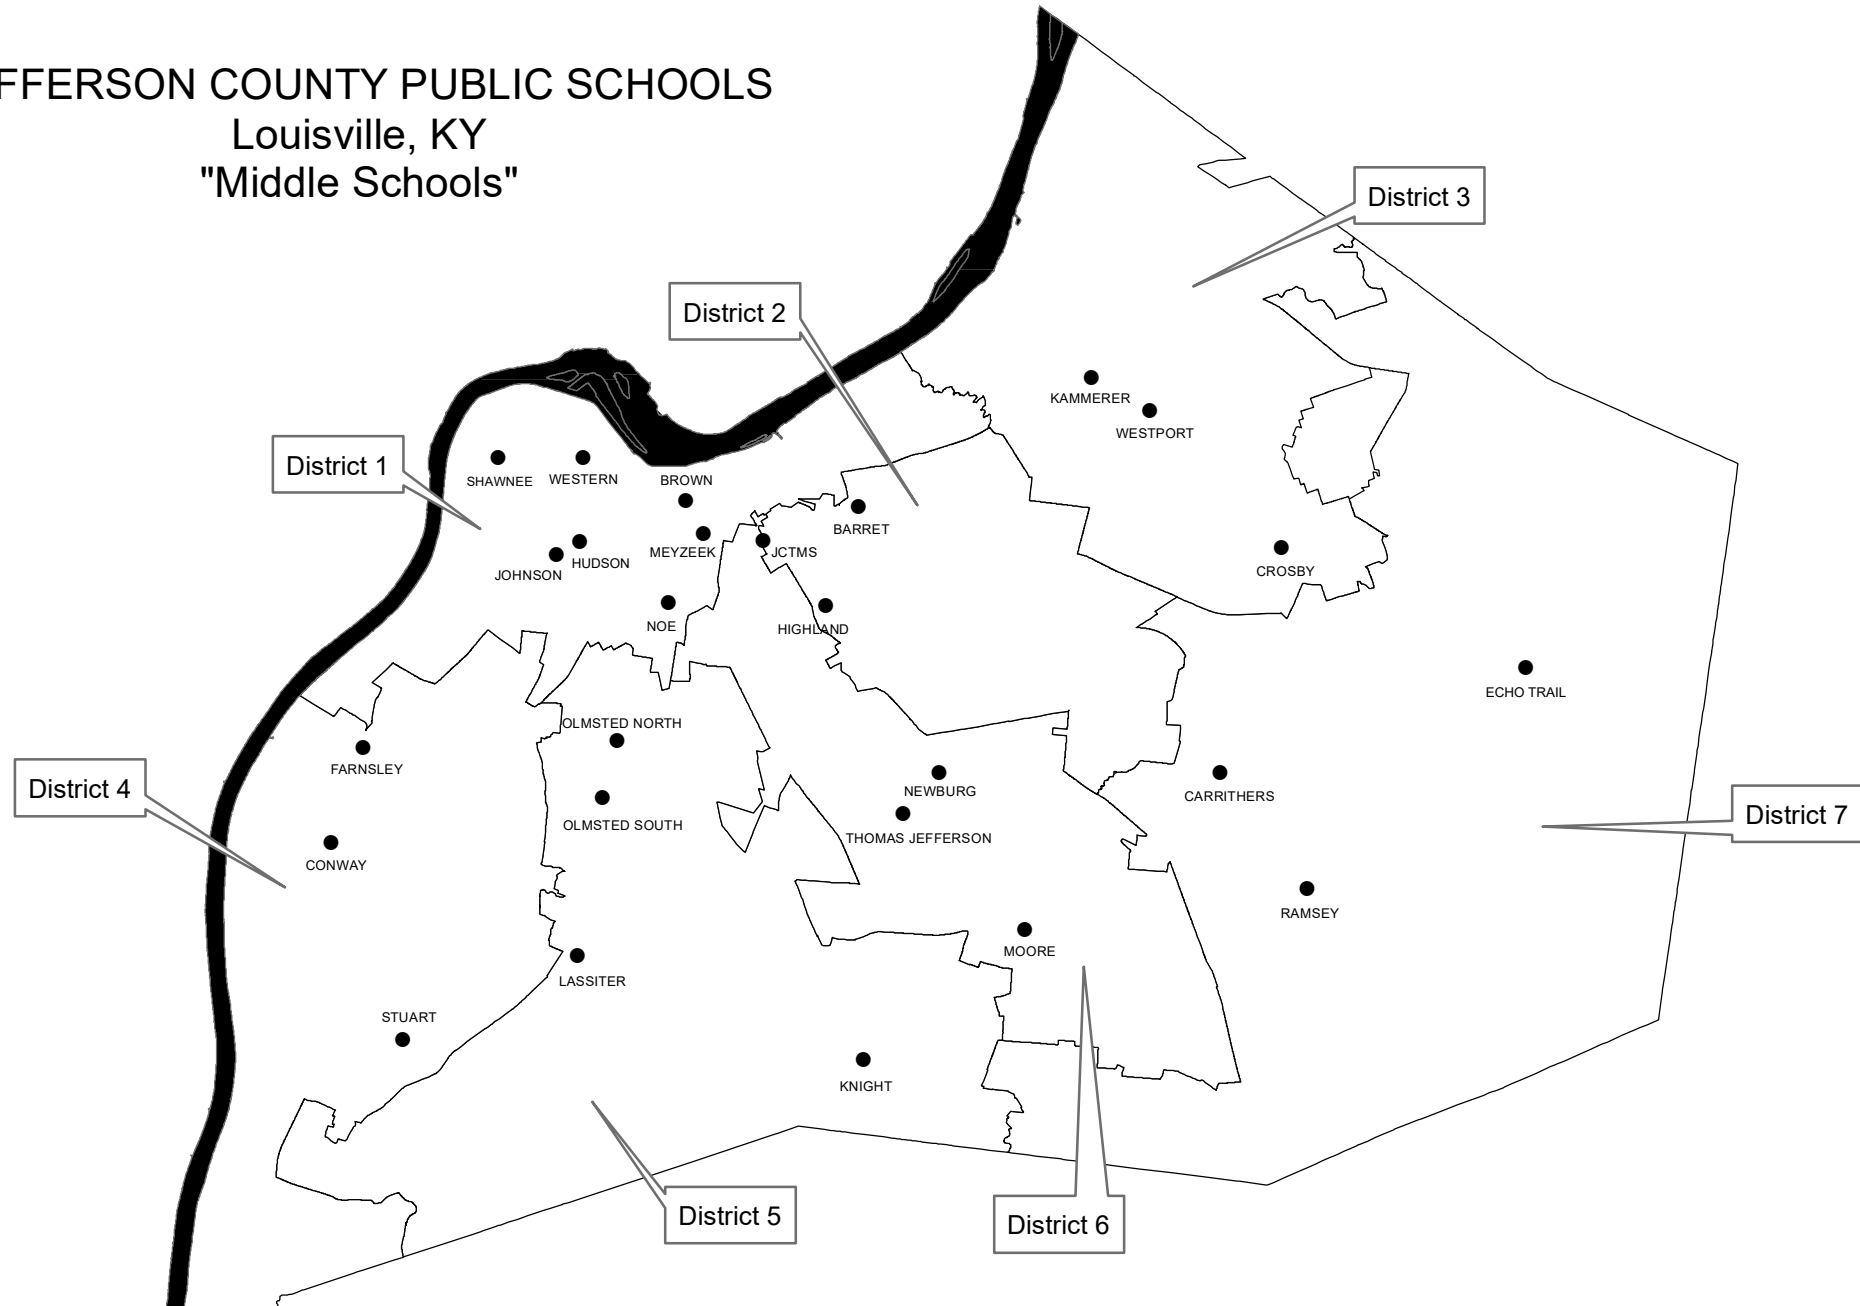 FFERSON COUNTY PUBLIC SCHOOLS
Louisville, KY
"Middle Schools"
District 3
District 2
KAMMERER
WESTPORT
District 1
SHAWNEE
WESTERN
BROWN
BARRET
MEYZEEK
JCTMS
HUDSON
JOHNSON
CROSBY
NOE
HIGHLAND
ECHO TRAIL
OLMSTED NORTH
FARNSLEY
District 4
NEWBURG
CARRITHERS
District 7
OLMSTED SOUTH
THOMAS JEFFERSON
CONWAY
RAMSEY
MOORE
LASSITER
STUART
KNIGHT
District 5
District 6